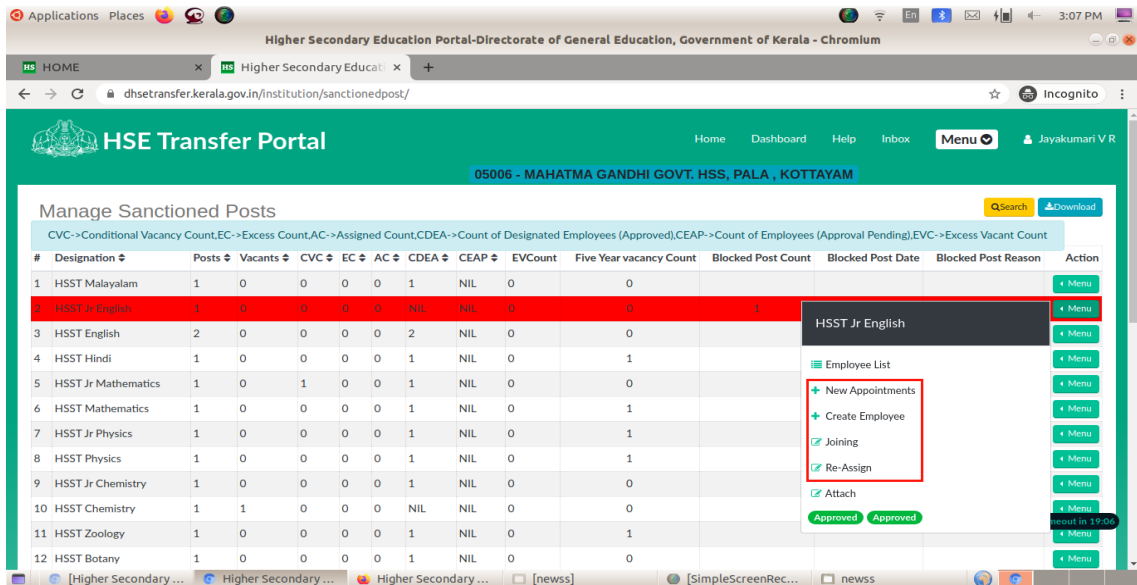 Applications Places En 3:07 PM
Higher Secondary Education Portal-Directorate of General Education, Government of Kerala - Chromium
HS HOME × HS Higher Secondary Educati × +
dhsetransfer.kerala.gov.in/institution/sanctionedpost/ Incognito
HSE Transfer Portal Home Dashboard Help Inbox Menu Jayakumari V R
05006 - MAHATMA GANDHI GOVT. HSS, PALA , KOTTAYAM
Manage Sanctioned Posts Search Download
CVC->Conditional Vacancy Count,EC->Excess Count,AC->Assigned Count,CDEA->Count of Designated Employees (Approved),CEAP->Count of Employees (Approval Pending),EVC->Excess Vacant Count
# Designation Posts Vacants CVC EC AC CDEA CEAP EVCount Five Year vacancy Count Blocked Post Count Blocked Post Date Blocked Post Reason Action
1 HSST Malayalam 1 0 0 0 0 1 NIL 0 0 Menu
2 HSST Jr English 1 0 0 0 0 NIL NIL 0 0 1 Menu
3 HSST English 2 0 0 0 0 2 NIL 0 0 Menu
4 HSST Hindi 1 0 0 0 0 1 NIL 0 1 Menu
5 HSST Jr Mathematics 1 0 1 0 0 1 NIL 0 0 Menu
6 HSST Mathematics 1 0 0 0 0 1 NIL 0 1 Menu
7 HSST Jr Physics 1 0 0 0 0 1 NIL 0 1 Menu
8 HSST Physics 1 0 0 0 0 1 NIL 0 1 Menu
9 HSST Jr Chemistry 1 0 0 0 0 1 NIL 0 0 Menu
10 HSST Chemistry 1 1 0 0 0 NIL NIL 0 0 Menu
11 HSST Zoology 1 0 0 0 0 1 NIL 0 1 Menu
12 HSST Botany 1 0 0 0 0 1 NIL 0 0 Menu
HSST Jr English
Employee List
+ New Appointments
+ Create Employee
Joining
Re-Assign
Attach
Approved Approved
meout in 19:06
[Higher Secondary ... Higher Secondary ... Higher Secondary ... [newss] [SimpleScreenRec... newss